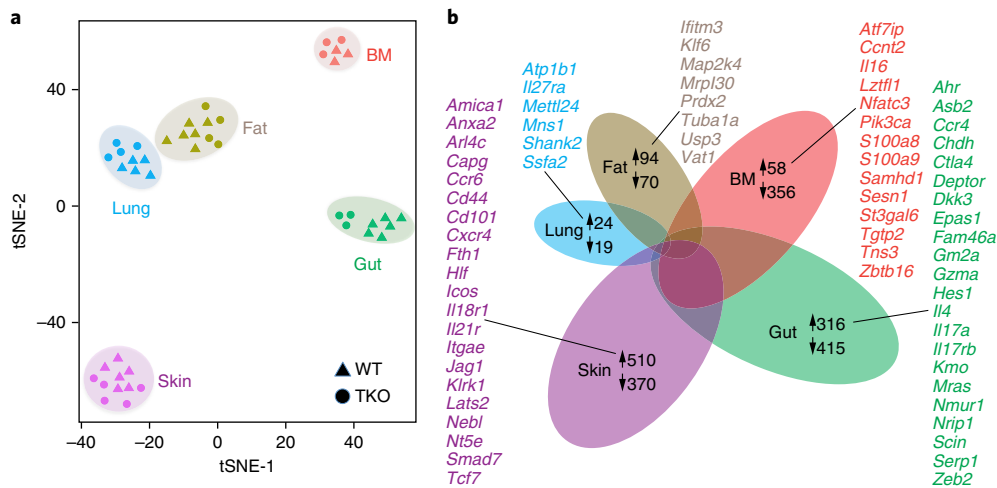 a
tSNE-2
40
0
−40
−40
−20
0
20
40
tSNE-1
BM
Fat
Lung
Gut
Skin
WT
TKO
b
Amica1
Anxa2
Arl4c
Capg
Ccr6
Cd44
Cd101
Cxcr4
Fth1
Hlf
Icos
Il18r1
Il21r
Itgae
Jag1
Klrk1
Lats2
Nebl
Nt5e
Smad7
Tcf7
Atp1b1
Il27ra
Mettl24
Mns1
Shank2
Ssfa2
Ifitm3
Klf6
Map2k4
Mrpl30
Prdx2
Tuba1a
Usp3
Vat1
Atf7ip
Ccnt2
Il16
Lztfl1
Nfatc3
Pik3ca
S100a8
S100a9
Samhd1
Sesn1
St3gal6
Tgtp2
Tns3
Zbtb16
Ahr
Asb2
Ccr4
Chdh
Ctla4
Deptor
Dkk3
Epas1
Fam46a
Gm2a
Gzma
Hes1
Il4
Il17a
Il17rb
Kmo
Mras
Nmur1
Nrip1
Scin
Serp1
Zeb2
Fat
↑94
↓70
BM
↑58
↓356
Lung
↑24
↓19
Gut
↑316
↓415
Skin
↑510
↓370